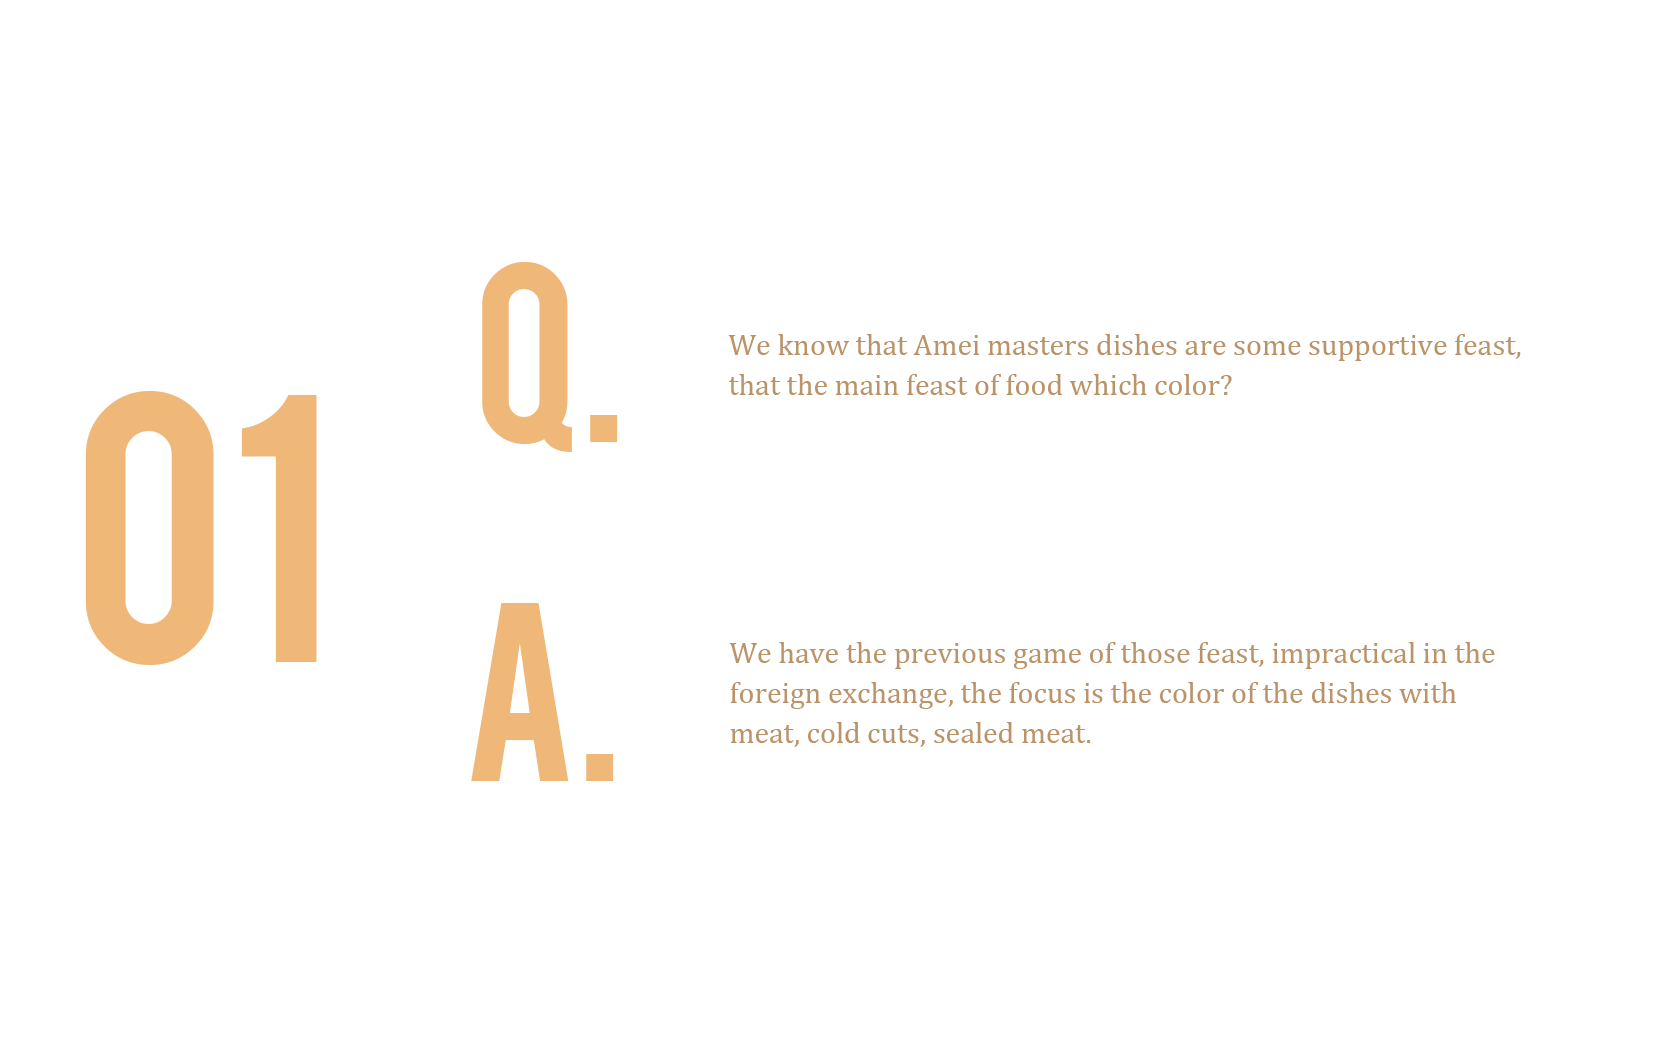 01
Q.
We know that Amei masters dishes are some supportive feast,
that the main feast of food which color?
A.
We have the previous game of those feast, impractical in the
foreign exchange, the focus is the color of the dishes with
meat, cold cuts, sealed meat.